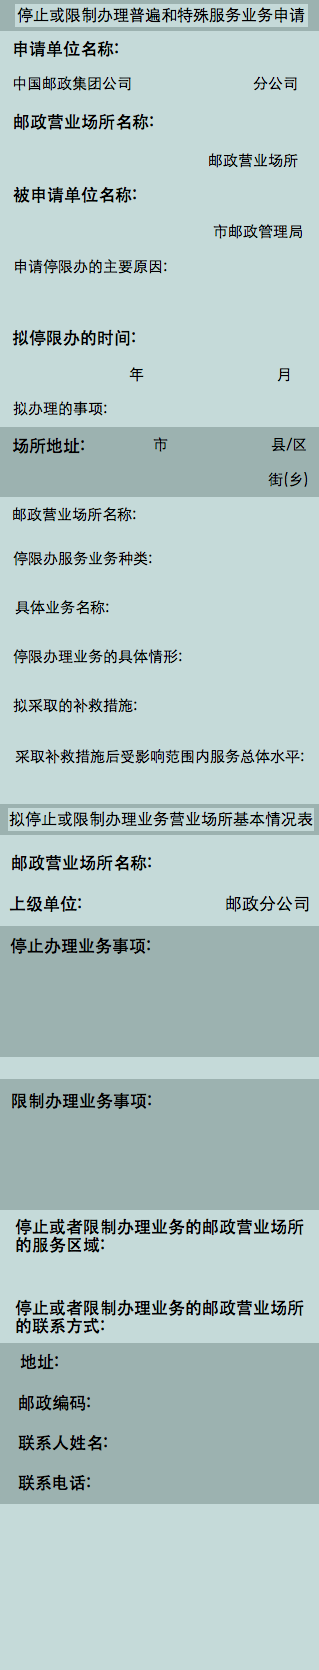 停止或限制办理普遍和特殊服务业务申请
申请单位名称:
中国邮政集团公司 分公司
邮政营业场所名称:
邮政营业场所
被申请单位名称:
市邮政管理局
申请停限办的主要原因:
拟停限办的时间:
年 月
拟办理的事项:
场所地址: 市 县/区
街(乡)
邮政营业场所名称:
停限办服务业务种类:
具体业务名称:
停限办理业务的具体情形:
拟采取的补救措施:
采取补救措施后受影响范围内服务总体水平:
拟停止或限制办理业务营业场所基本情况表
邮政营业场所名称:
上级单位: 邮政分公司
停止办理业务事项:
限制办理业务事项:
停止或者限制办理业务的邮政营业场所
的服务区域:
停止或者限制办理业务的邮政营业场所
的联系方式:
地址:
邮政编码:
联系人姓名:
联系电话: